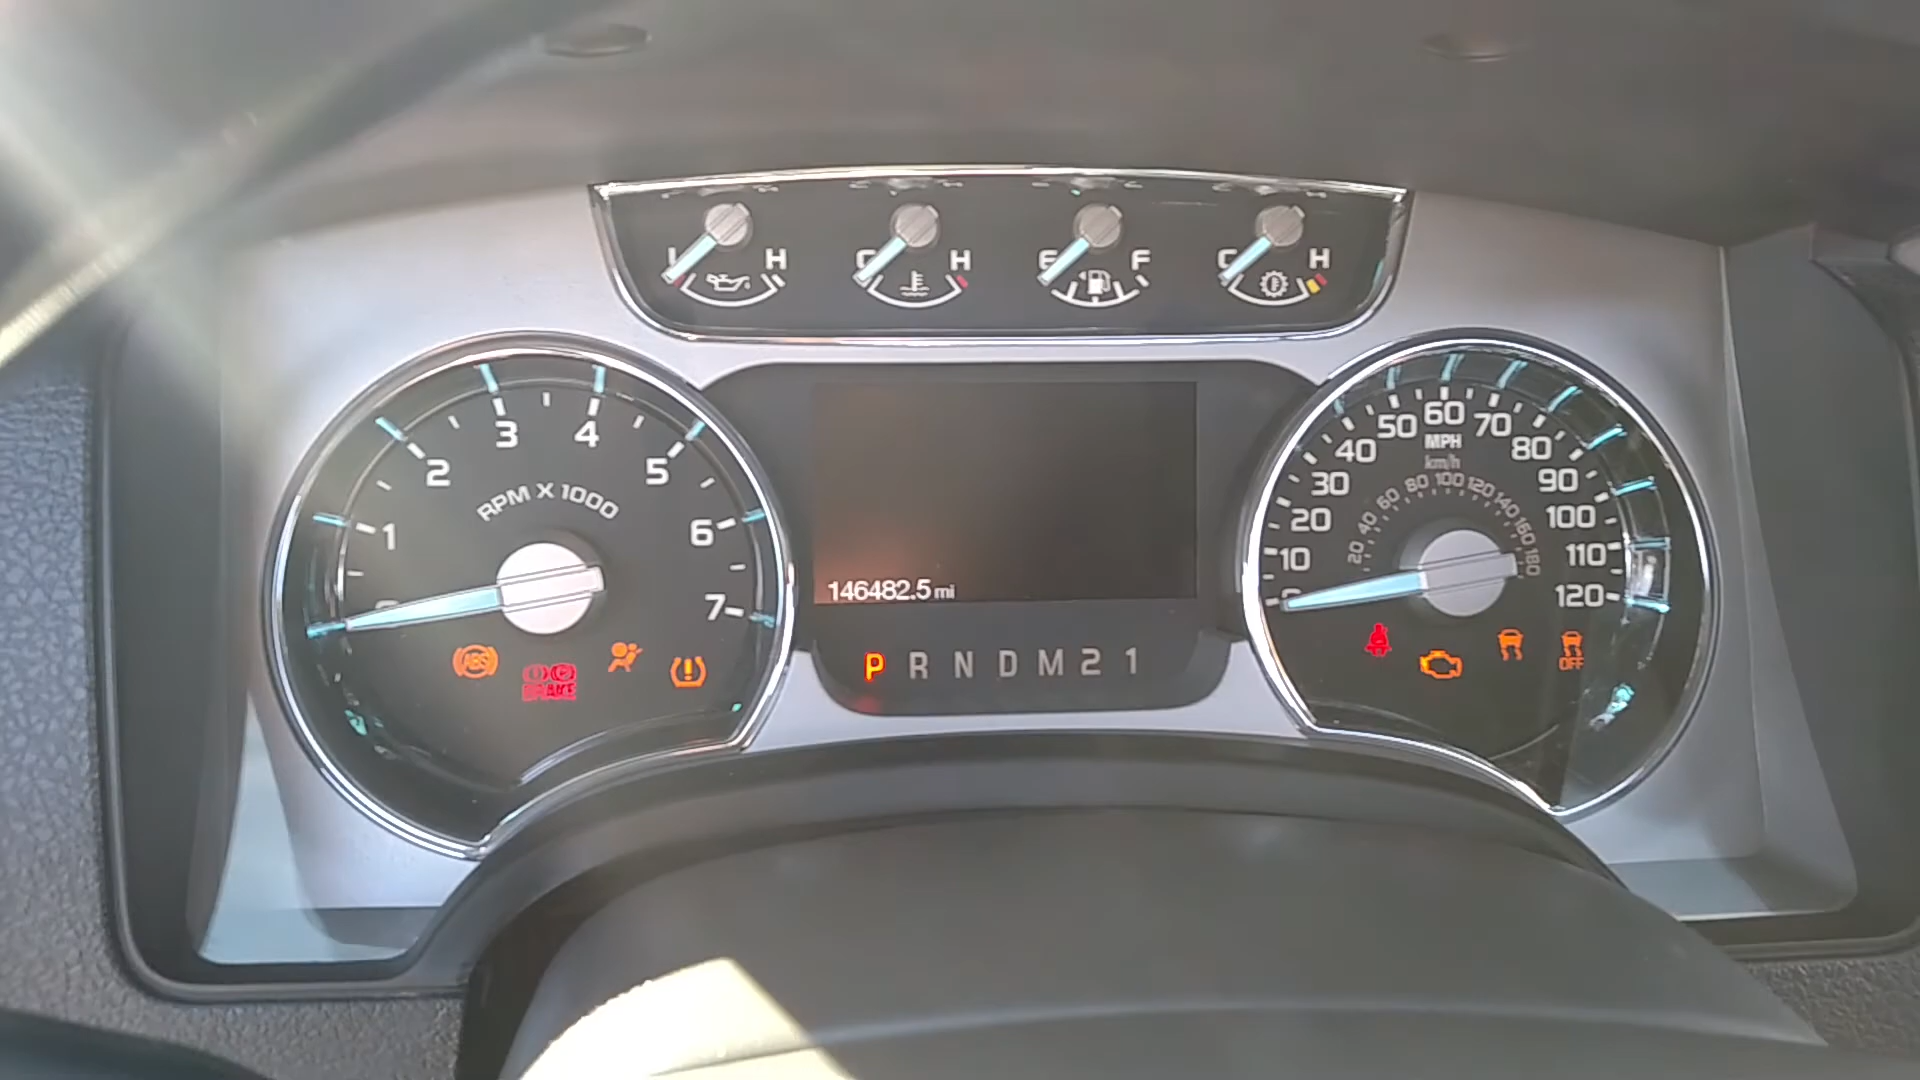 L H
C H
E F
C H
1 2 3 4 5 6 7
RPM X 1000
ABS
BRAKE
146482.5 mi
P R N D M 2 1
10 20 30 40 50 60 70 80 90 100 110 120
MPH
km/h
20 40 60 80 100 120 140 160 180
OFF